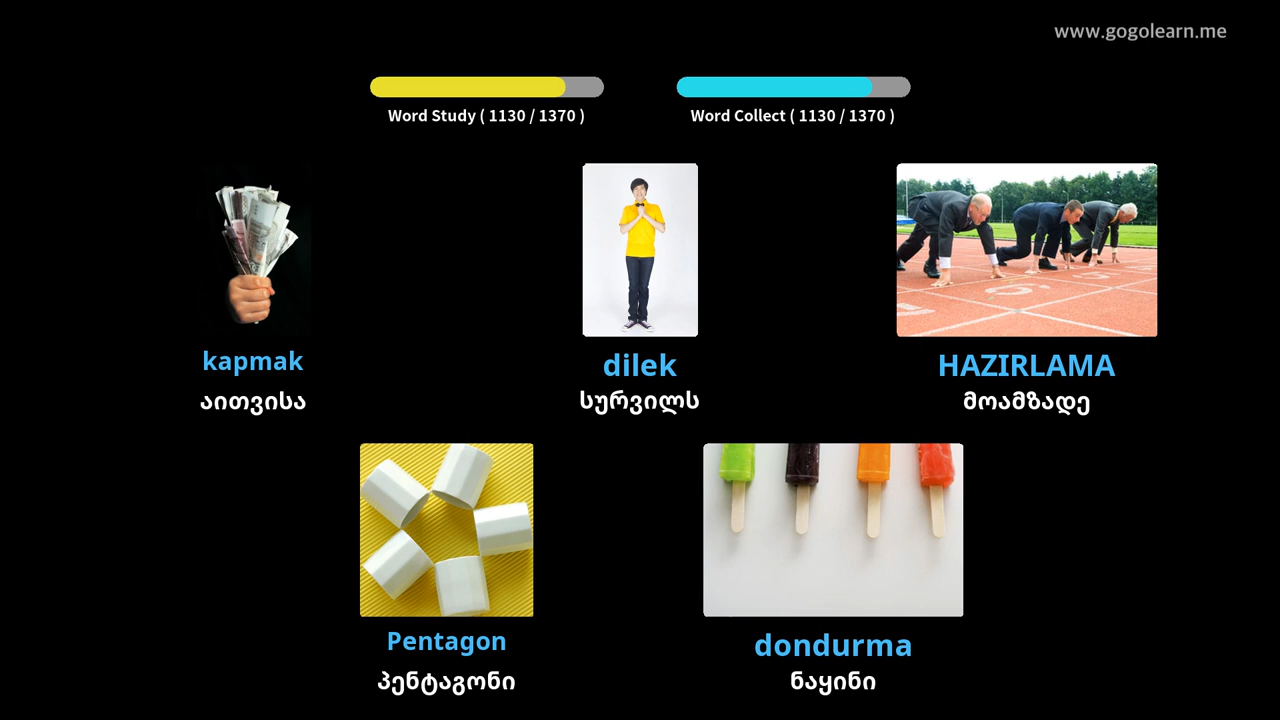 www.gogolearn.me
Word Study ( 1130 / 1370 )
Word Collect ( 1130 / 1370 )
kapmak
აითვისა
dilek
სურვილს
HAZIRLAMA
მოამზადე
Pentagon
პენტაგონი
dondurma
ნაყინი